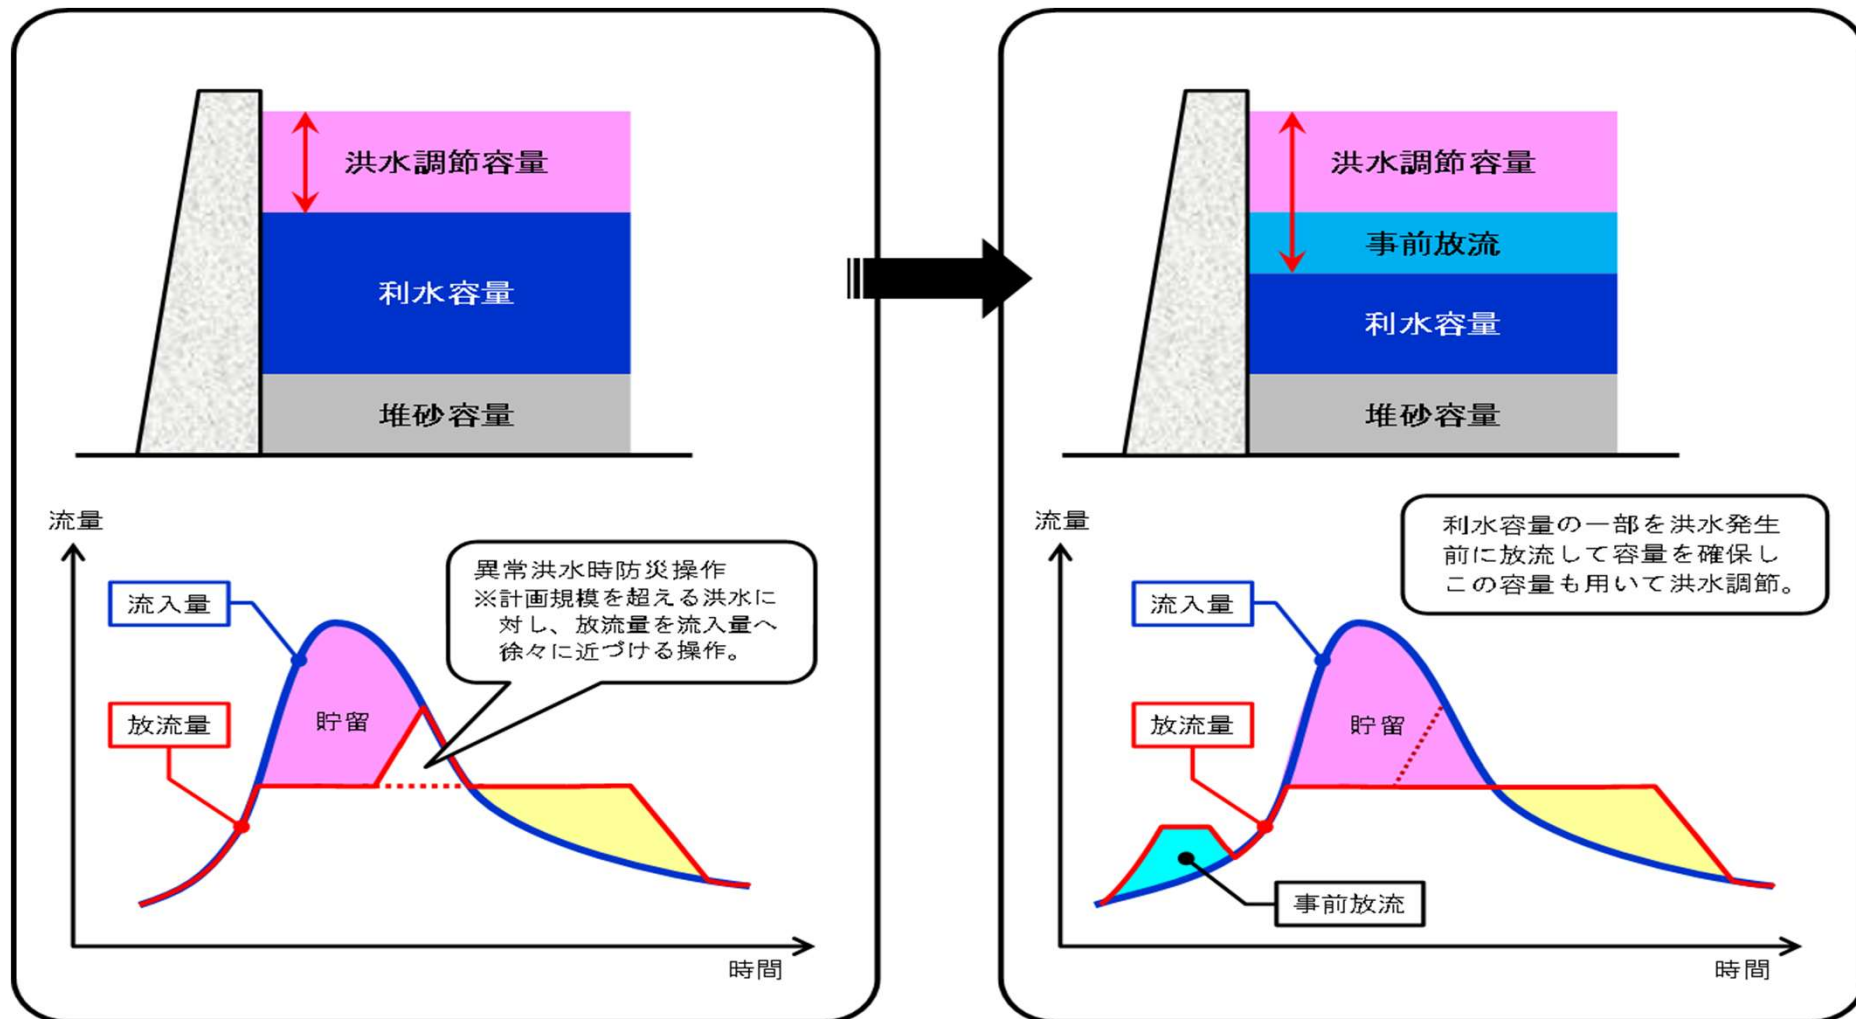 洪水調節容量
利水容量
堆砂容量
流量
流入量
放流量
貯留
異常洪水時防災操作
※計画規模を超える洪水に
対し、放流量を流入量へ
徐々に近づける操作。
時間
洪水調節容量
事前放流
利水容量
堆砂容量
流量
利水容量の一部を洪水発生
前に放流して容量を確保し
この容量も用いて洪水調節。
流入量
放流量
貯留
事前放流
時間